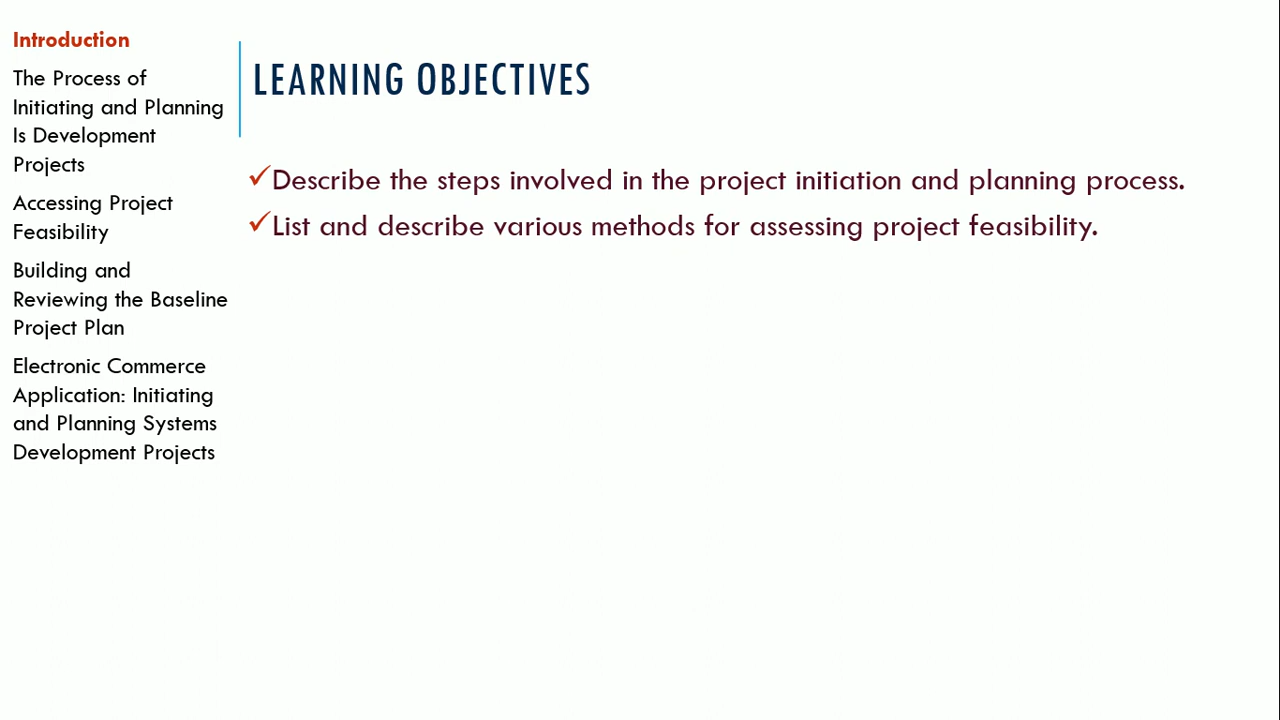 Introduction
The Process of
Initiating and Planning
Is Development
Projects
Accessing Project
Feasibility
Building and
Reviewing the Baseline
Project Plan
Electronic Commerce
Application: Initiating
and Planning Systems
Development Projects
LEARNING OBJECTIVES
✓Describe the steps involved in the project initiation and planning process.
✓List and describe various methods for assessing project feasibility.